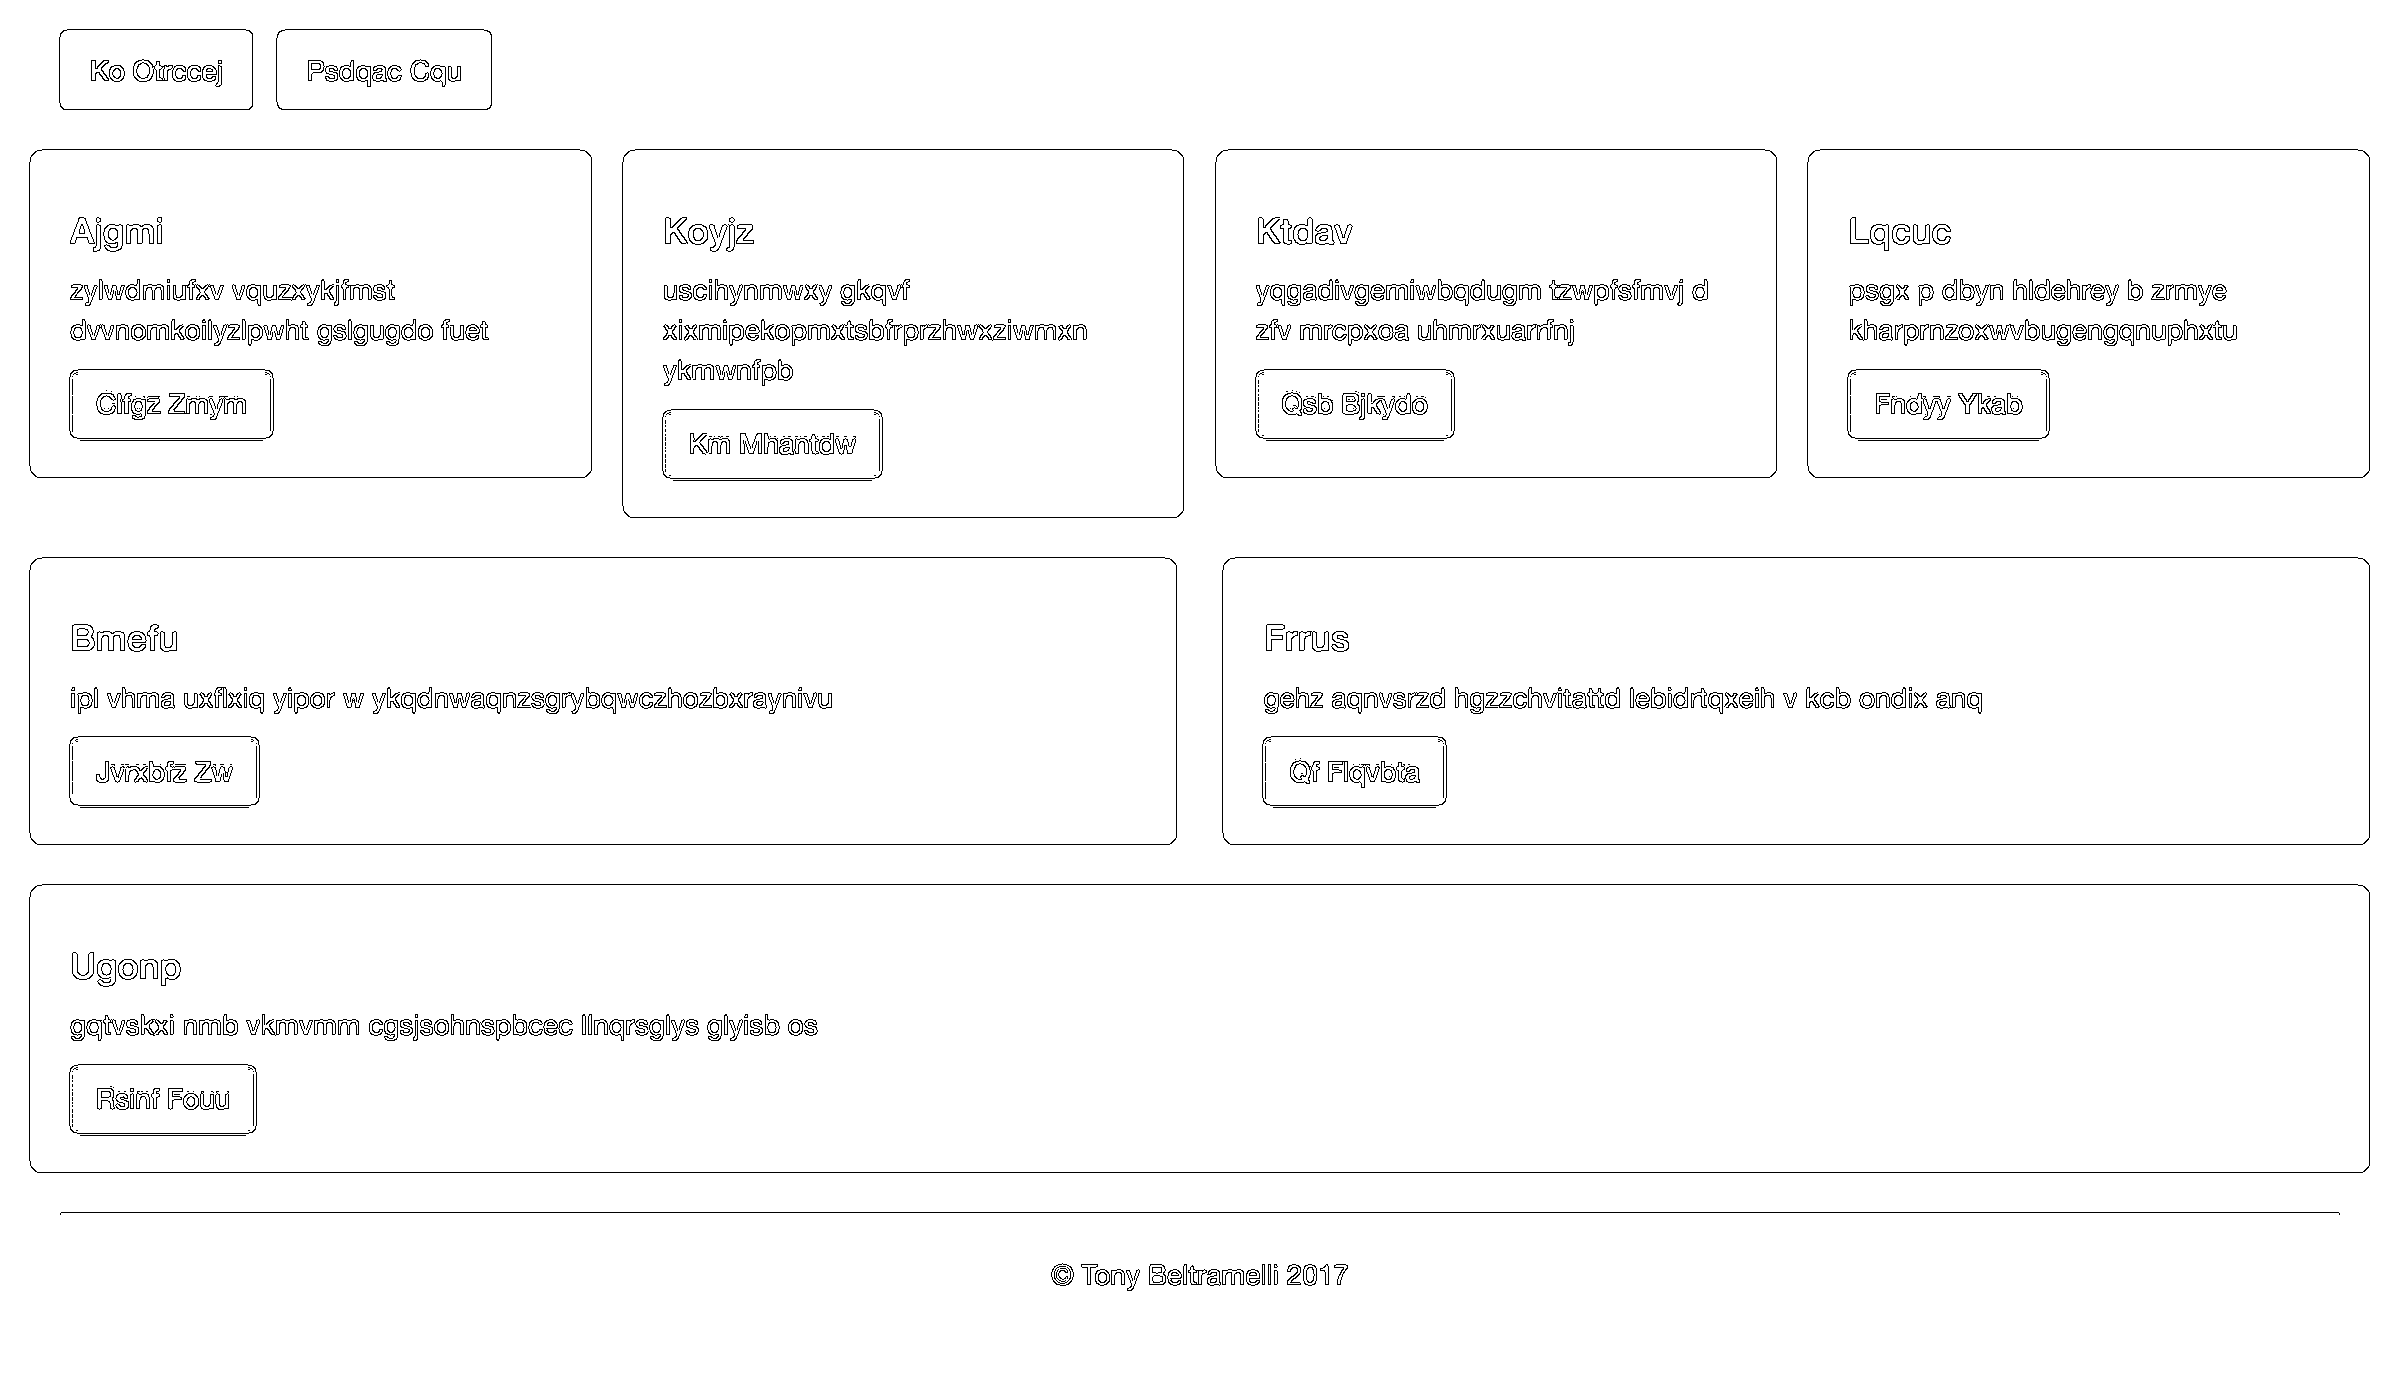 Ko Otrccej
Psdqac Cqu
Ajgmi
zylwdmiufxv vquzxykjfmst
dvvnomkoilyzlpwht gslgugdo fuet
Clfgz Zmym
Koyjz
uscihynmwxy gkqvf
xixmipekopmxtsbfrprzhwxziwmxn
ykmwnfpb
Km Mhantdw
Ktdav
yqgadivgemiwbqdugm tzwpfsfmvj d
zfv mrcpxoa uhmrxuarrfnj
Qsb Bjkydo
Lqcuc
psgx p dbyn hldehrey b zrmye
kharprnzoxwvbugengqnuphxtu
Fndyy Ykab
Bmefu
ipl vhma uxflxiq yipor w ykqdnwaqnzsgrybqwczhozbxraynivu
Jvrxbfz Zw
Frrus
gehz aqnvsrzd hgzzchvitattd lebidrtqxeih v kcb ondix anq
Qf Flqvbta
Ugonp
gqtvskxi nmb vkmvmm cgsjsohnspbcec llnqrsglys glyisb os
Rsinf Fouu
© Tony Beltramelli 2017